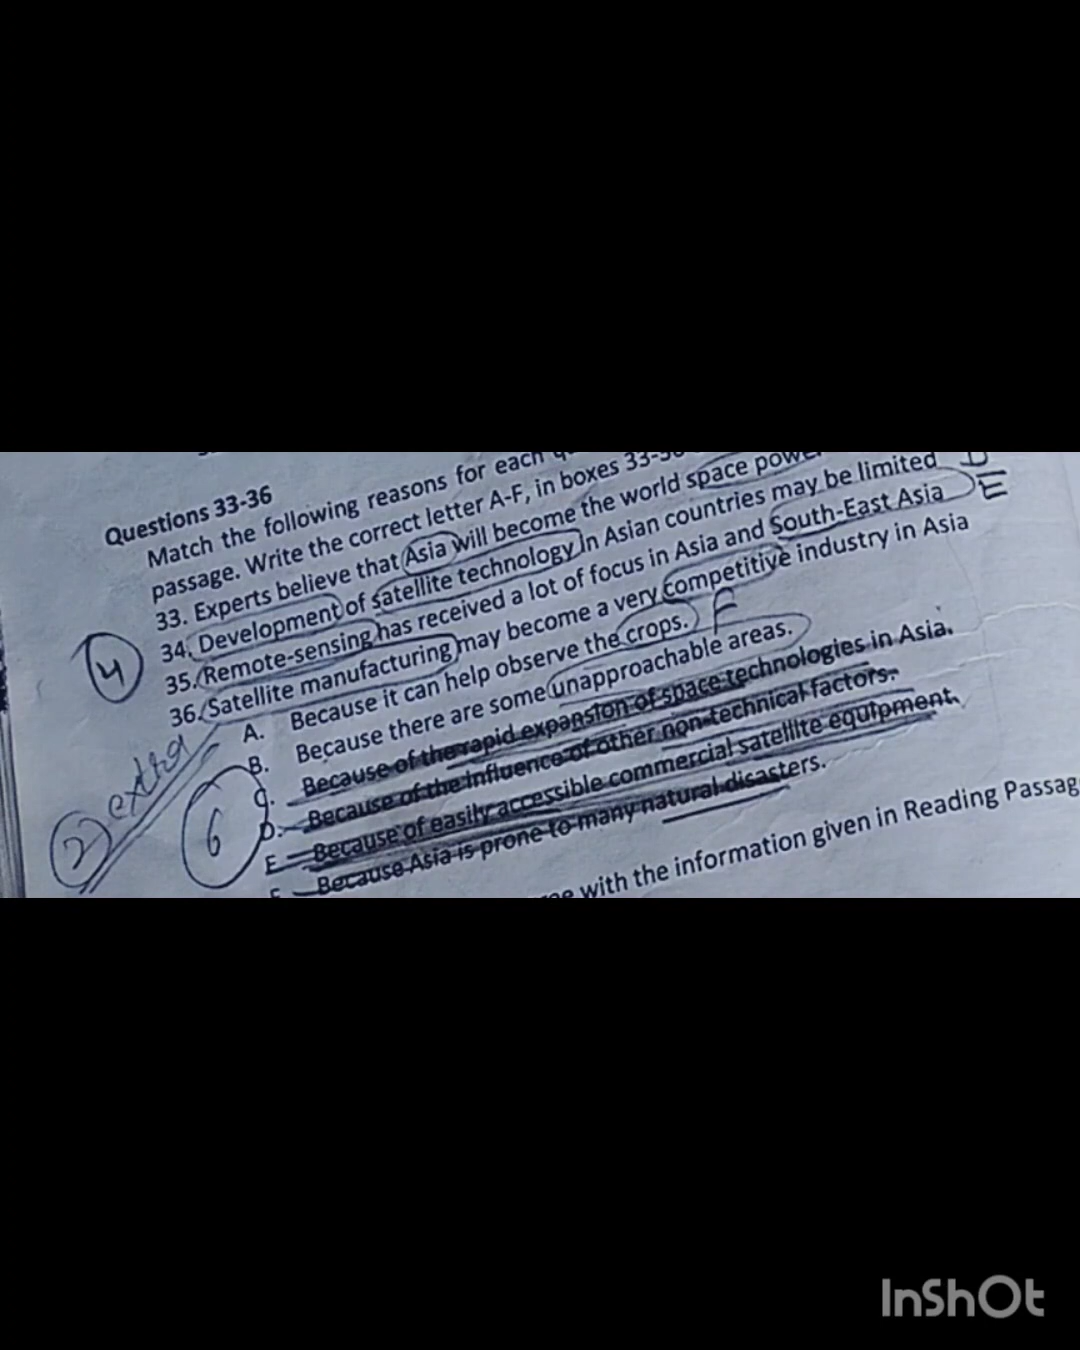 Questions 33-36
Match the following reasons for each
passage. Write the correct letter A-F, in boxes 33-36
33. Experts believe that Asia will become the world space power
34. Development of satellite technology in Asian countries may be limited D
35. Remote-sensing has received a lot of focus in Asia and South-East Asia E
36. Satellite manufacturing may become a very competitive industry in Asia
A. Because it can help observe the crops. F
B. Because there are some unapproachable areas.
C. Because of the rapid expansion of space technologies in Asia.
D. Because of the influence of other non-technical factors.
E Because of easily accessible commercial satellite equipment.
F Because Asia is prone to many natural disasters.
with the information given in Reading Passag
4
2 extra
6
InShOt